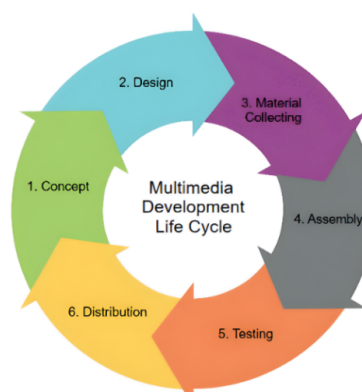 2. Design
3. Material
Collecting
1. Concept
Multimedia
Development
Life Cycle
4. Assembly
6. Distribution
5. Testing